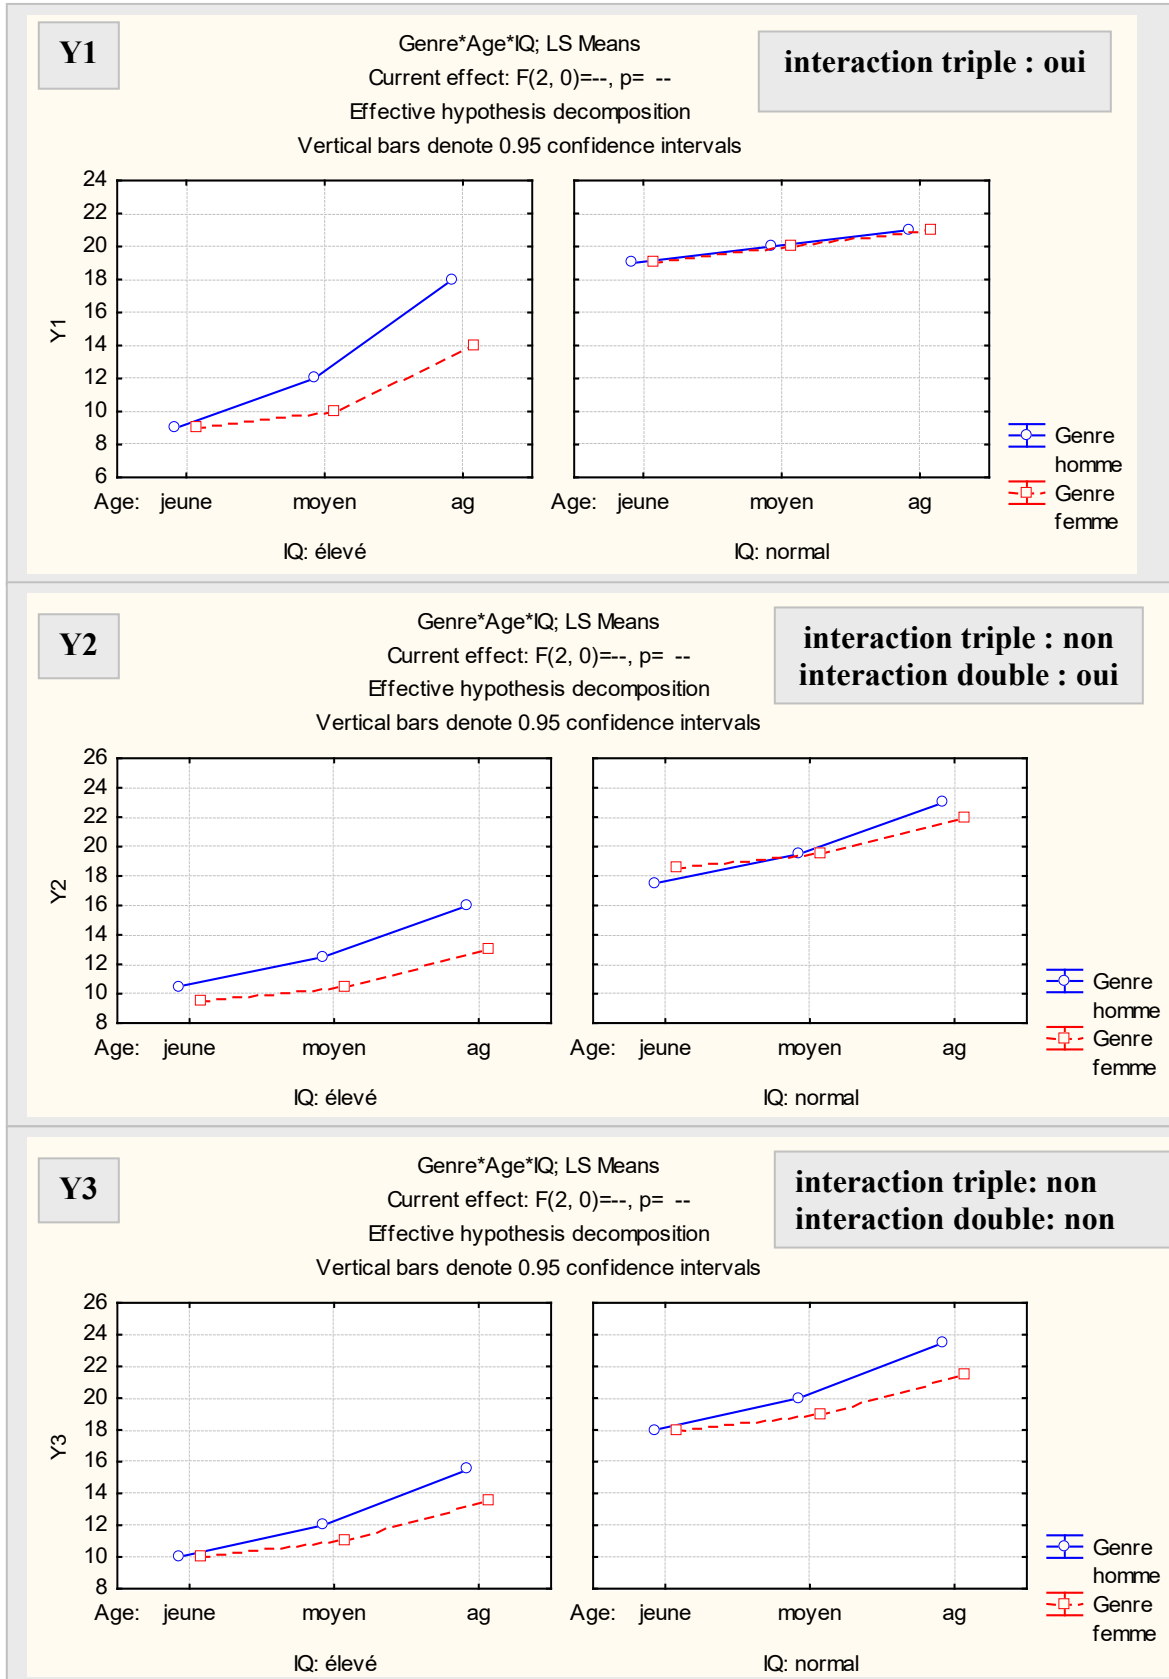 Y1
Genre*Age*IQ; LS Means
Current effect: F(2, 0)=--, p= --
Effective hypothesis decomposition
Vertical bars denote 0.95 confidence intervals
interaction triple : oui
24
22
20
18
16
14
12
10
8
6
Y1
Age: jeune moyen ag
IQ: élevé
jeune moyen ag
IQ: normal
Genre
homme
Genre
femme
Y2
Genre*Age*IQ; LS Means
Current effect: F(2, 0)=--, p= --
Effective hypothesis decomposition
Vertical bars denote 0.95 confidence intervals
interaction triple : non
interaction double : oui
26
24
22
20
18
16
14
12
10
8
Y2
Age: jeune moyen ag
IQ: élevé
Age: jeune moyen ag
IQ: normal
Genre
homme
Genre
femme
Y3
Genre*Age*IQ; LS Means
Current effect: F(2, 0)=--, p= --
Effective hypothesis decomposition
Vertical bars denote 0.95 confidence intervals
interaction triple: non
interaction double: non
26
24
22
20
18
16
14
12
10
8
Y3
Age: jeune moyen ag
IQ: élevé
Age: jeune moyen ag
IQ: normal
Genre
homme
Genre
femme